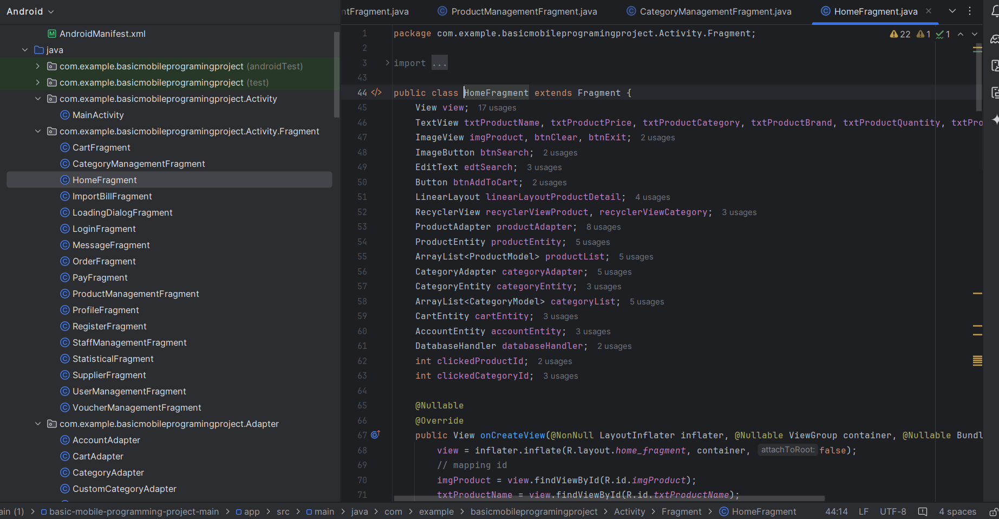 Android
AndroidManifest.xml
java
com.example.basicmobileprogramingproject (androidTest)
com.example.basicmobileprogramingproject (test)
com.example.basicmobileprogramingproject.Activity
MainActivity
com.example.basicmobileprogramingproject.Activity.Fragment
CartFragment
CategoryManagementFragment
HomeFragment
ImportBillFragment
LoadingDialogFragment
LoginFragment
MessageFragment
OrderFragment
PayFragment
ProductManagementFragment
ProfileFragment
RegisterFragment
StaffManagementFragment
StatisticalFragment
SupplierFragment
UserManagementFragment
VoucherManagementFragment
com.example.basicmobileprogramingproject.Adapter
AccountAdapter
CartAdapter
CategoryAdapter
CustomCategoryAdapter
ntFragment.java ProductManagementFragment.java CategoryManagementFragment.java HomeFragment.java
22 1 1
1 package com.example.basicmobileprogramingproject.Activity.Fragment;
2
3 import ...
43
44 public class HomeFragment extends Fragment {
45 View view; 17 usages
46 TextView txtProductName, txtProductPrice, txtProductCategory, txtProductBrand, txtProductQuantity, txtPro
47 ImageView imgProduct, btnClear, btnExit; 2 usages
48 ImageButton btnSearch; 2 usages
49 EditText edtSearch; 3 usages
50 Button btnAddToCart; 2 usages
51 LinearLayout linearLayoutProductDetail; 4 usages
52 RecyclerView recyclerViewProduct, recyclerViewCategory; 3 usages
53 ProductAdapter productAdapter; 8 usages
54 ProductEntity productEntity; 5 usages
55 ArrayList<ProductModel> productList; 5 usages
56 CategoryAdapter categoryAdapter; 5 usages
57 CategoryEntity categoryEntity; 3 usages
58 ArrayList<CategoryModel> categoryList; 5 usages
59 CartEntity cartEntity; 3 usages
60 AccountEntity accountEntity; 3 usages
61 DatabaseHandler databaseHandler; 2 usages
62 int clickedProductId; 2 usages
63 int clickedCategoryId; 3 usages
64
65 @Nullable
66 @Override
67 public View onCreateView(@NonNull LayoutInflater inflater, @Nullable ViewGroup container, @Nullable Bundl
68 view = inflater.inflate(R.layout.home_fragment, container, attachToRoot: false);
69 // mapping id
70 imgProduct = view.findViewById(R.id.imgProduct);
71 txtProductName = view.findViewById(R.id.txtProductName);
ain (1) > basic-mobile-programming-project-main > app > src > main > java > com > example > basicmobileprogramingproject > Activity > Fragment > HomeFragment 44:14 LF UTF-8 4 spaces